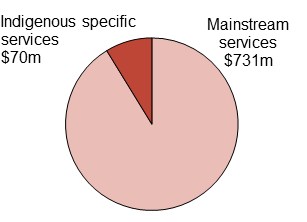 Indigenous specific
services
$70m
Mainstream
services
$731m